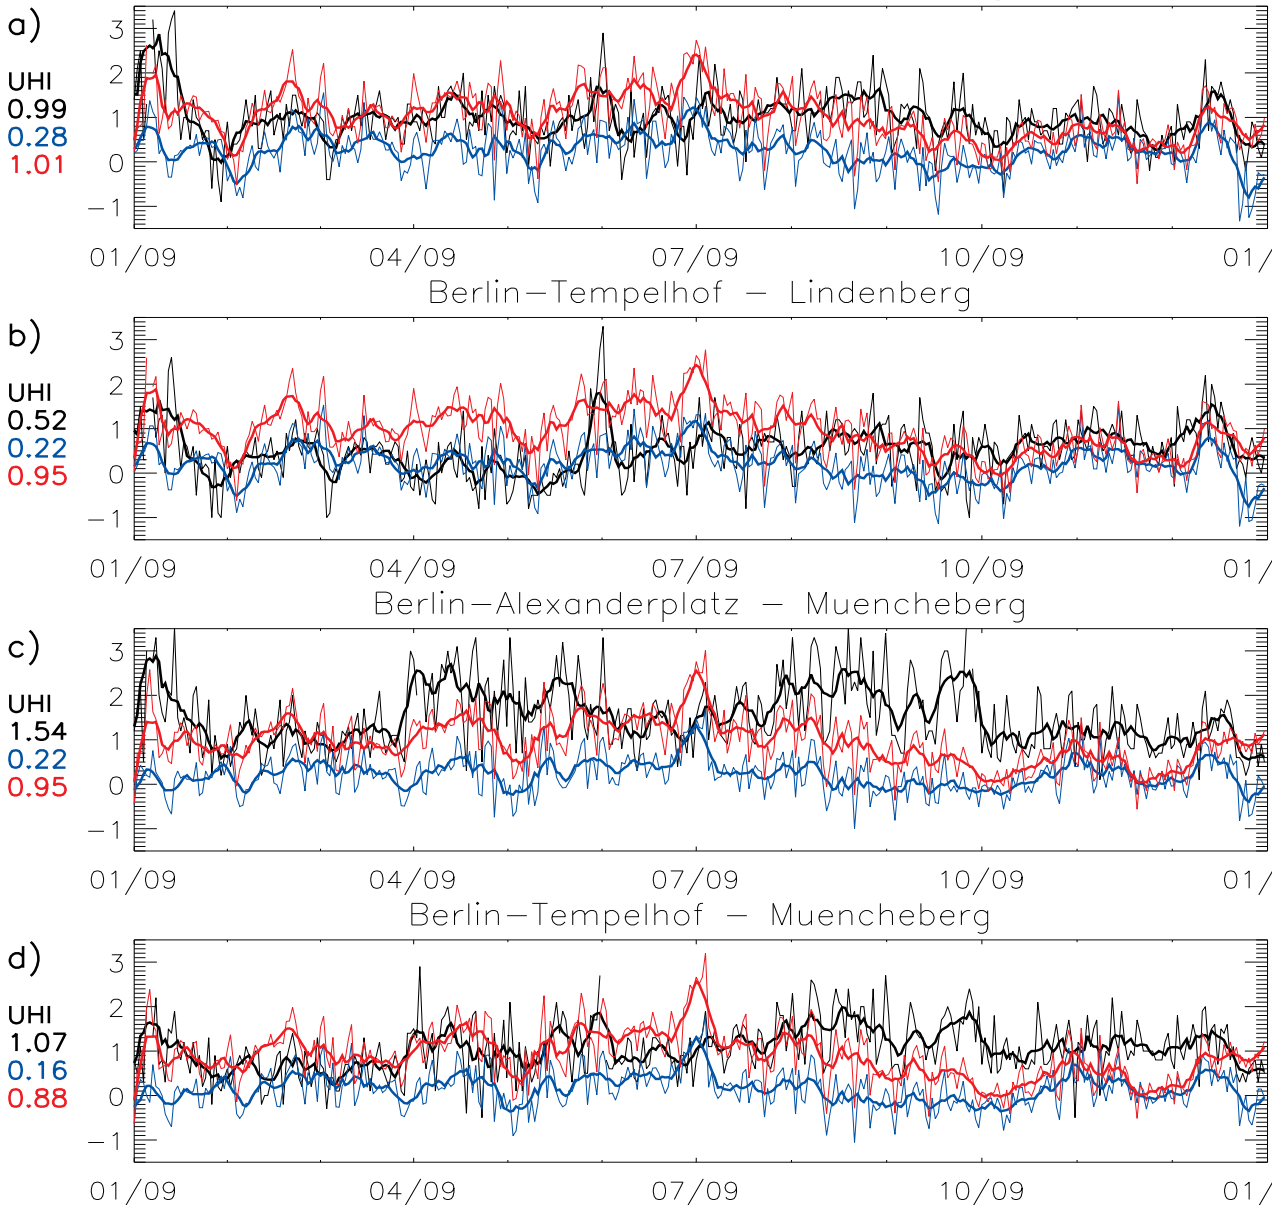 a)
3
2
1
0
−1
UHI
0.99
0.28
1.01
01/09 04/09 07/09 10/09 01/
Berlin−Tempelhof − Lindenberg
b)
3
2
1
0
−1
UHI
0.52
0.22
0.95
01/09 04/09 07/09 10/09 01/
Berlin−Alexanderplatz − Muencheberg
c)
3
2
1
0
−1
UHI
1.54
0.22
0.95
01/09 04/09 07/09 10/09 01/
Berlin−Tempelhof − Muencheberg
d)
3
2
1
0
−1
UHI
1.07
0.16
0.88
01/09 04/09 07/09 10/09 01/